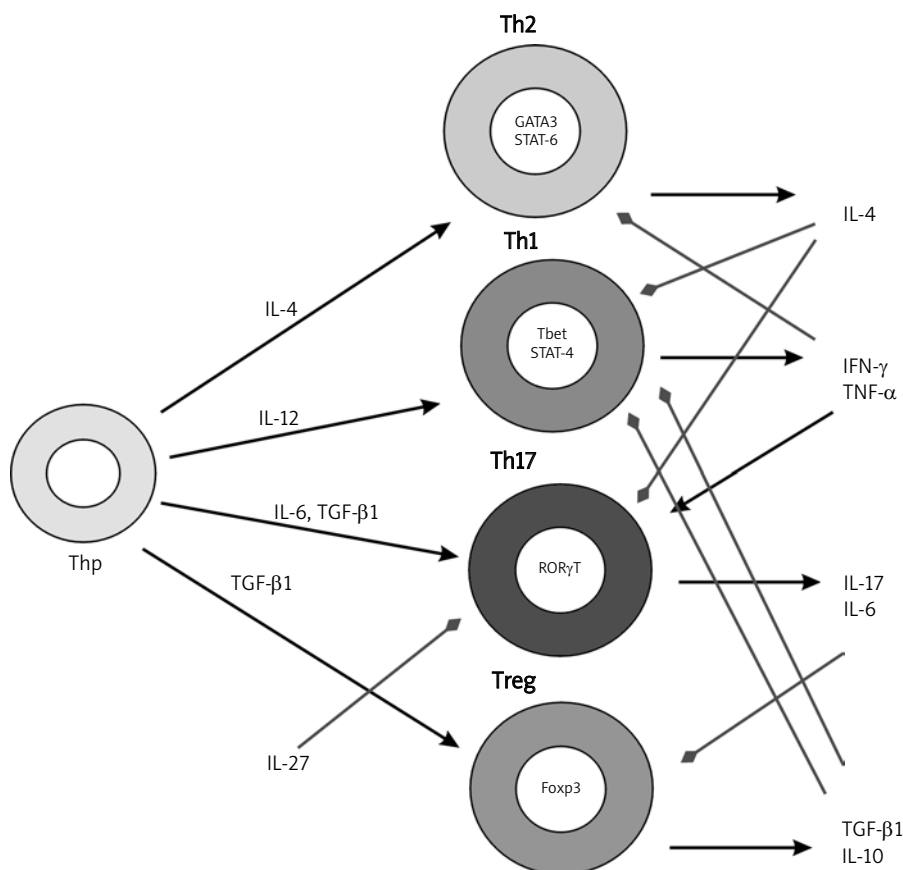 Th2
GATA3
STAT-6
IL-4
Th1
IL-4
Tbet
STAT-4
IFN-γ
TNF-α
IL-12
Th17
IL-6, TGF-β1
Thp
RORγT
IL-17
IL-6
TGF-β1
Treg
IL-27
Foxp3
TGF-β1
IL-10